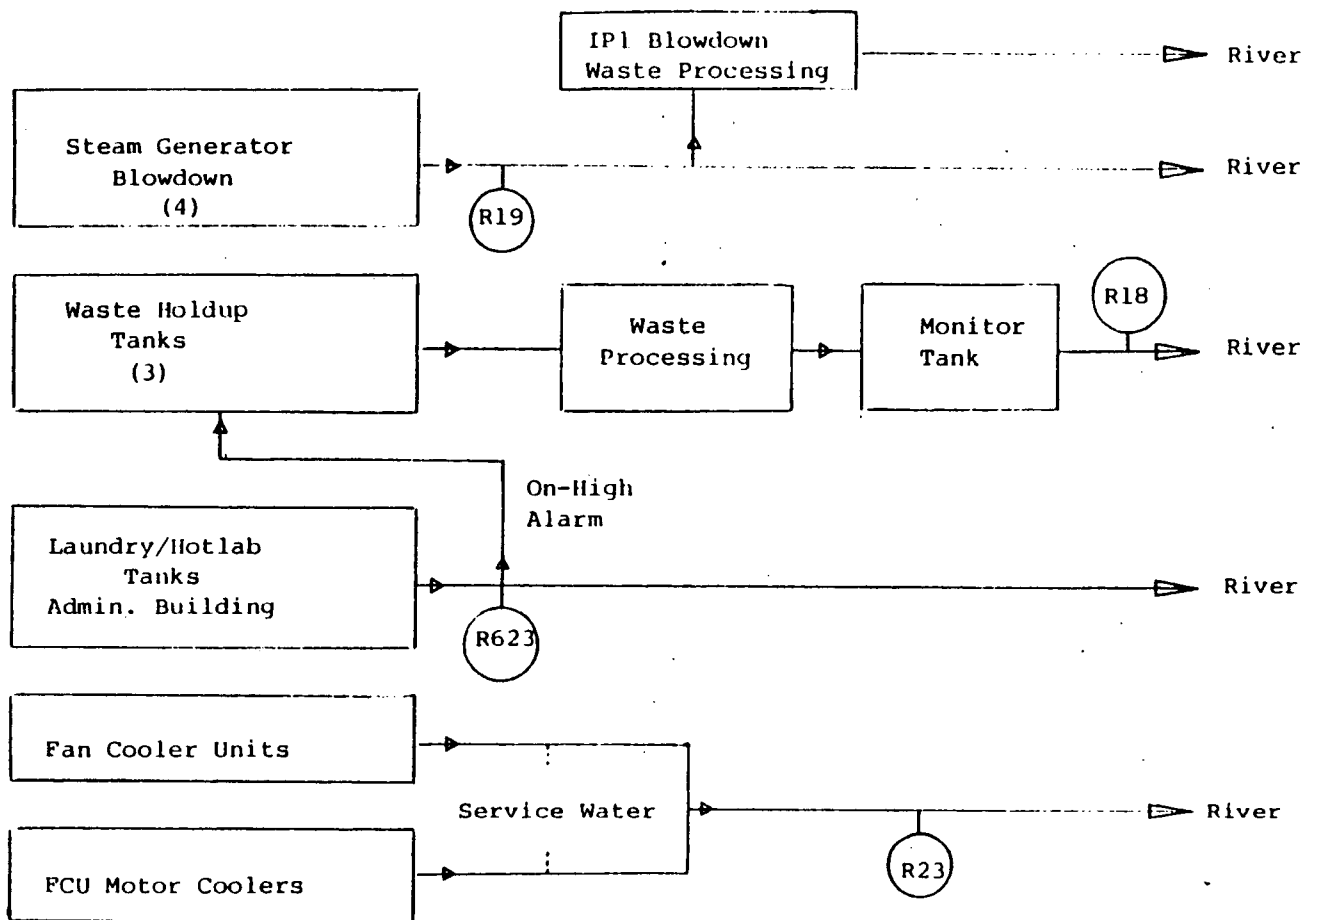 IP1 Blowdown
Waste Processing
River
Steam Generator
Blowdown
(4)
River
R19
Waste Holdup
Tanks
(3)
Waste
Processing
Monitor
Tank
R18
River
On-High
Alarm
Laundry/Hotlab
Tanks
Admin. Building
River
R623
Fan Cooler Units
Service Water
River
FCU Motor Coolers
R23